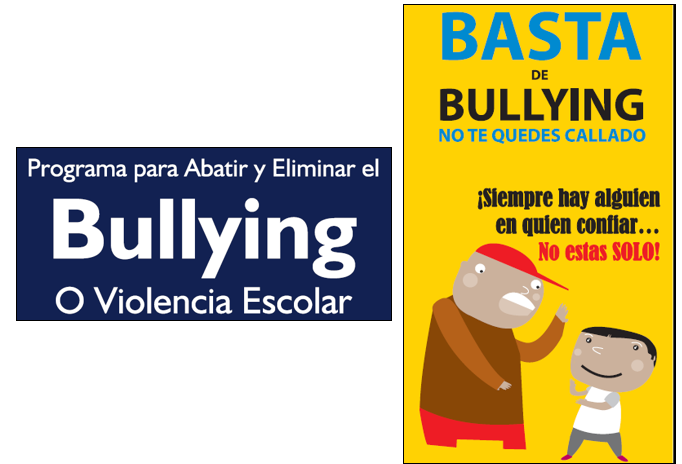 Programa para Abatir y Eliminar el
Bullying
O Violencia Escolar
BASTA
DE
BULLYING
NO TE QUEDES CALLADO
¡Siempre hay alguien
en quien confiar...
No estas SOLO!